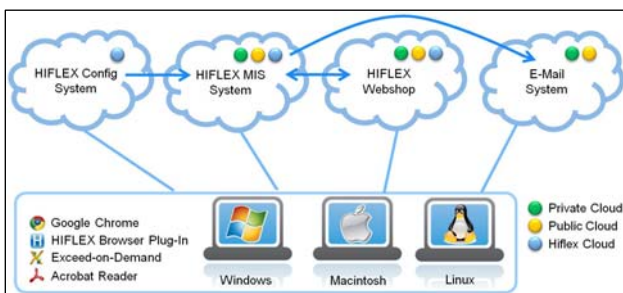 HIFLEX Config
System
HIFLEX MIS
System
HIFLEX
Webshop
E-Mail
System
Google Chrome
HIFLEX Browser Plug-In
Exceed-on-Demand
Acrobat Reader
Windows
Macintosh
Linux
Private Cloud
Public Cloud
Hiflex Cloud